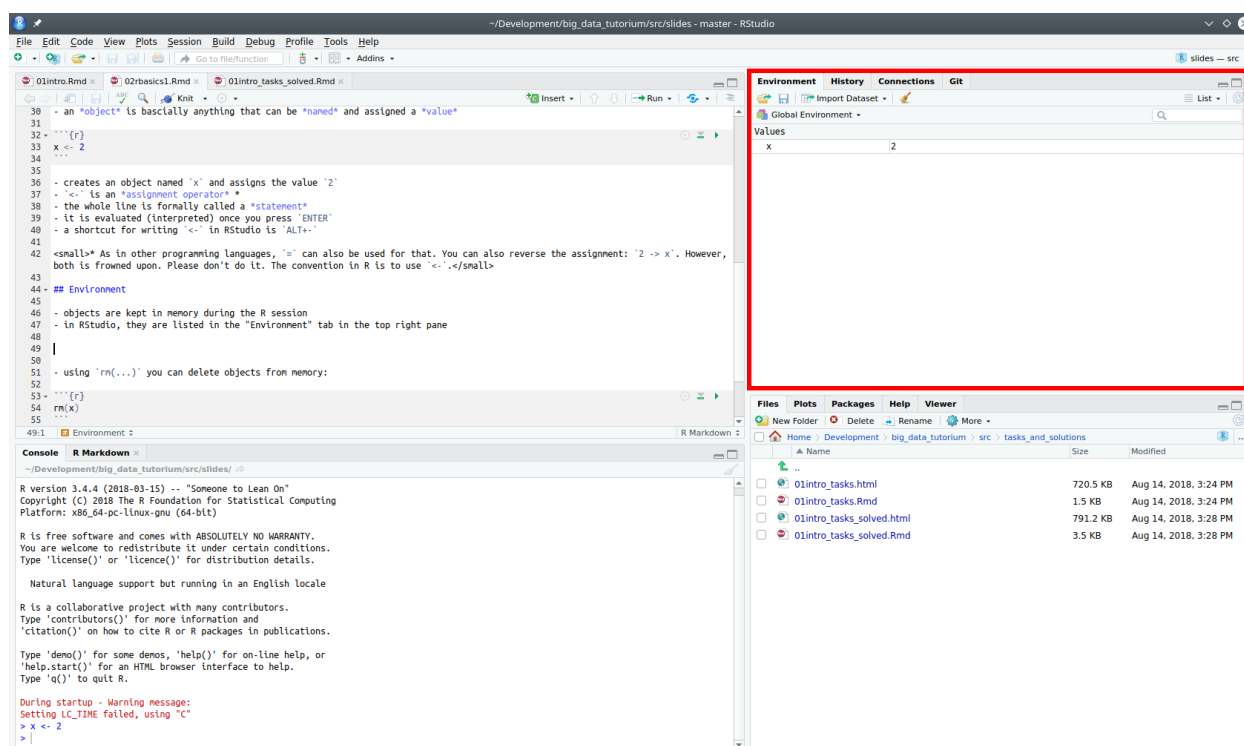 ~/Development/big_data_tutorium/src/slides - master - RStudio
File Edit Code View Plots Session Build Debug Profile Tools Help
Go to file/function Addins slides — src
01intro.Rmd × 02rbasics1.Rmd × 01intro_tasks_solved.Rmd ×
ABC Knit Insert Run
30 - an *object* is bascially anything that can be *named* and assigned a *value*
31
32 ```{r}
33 x <- 2
34 ```
35
36 - creates an object named `x` and assigns the value `2`
37 - `<-` is an *assignment operator* *
38 - the whole line is formally called a *statement*
39 - it is evaluated (interpreted) once you press `ENTER`
40 - a shortcut for writing `<-` in RStudio is `ALT+-`
41
42 <small>* As in other programming languages, `=` can also be used for that. You can also reverse the assignment: `2 -> x`. However,
both is frowned upon. Please don't do it. The convention in R is to use `<-`.</small>
43
44 ## Environment
45
46 - objects are kept in memory during the R session
47 - in RStudio, they are listed in the "Environment" tab in the top right pane
48
49
50
51 - using `rm(...)` you can delete objects from memory:
52
53 ```{r}
54 rm(x)
55 ```
49:1 Environment R Markdown
Console R Markdown ×
~/Development/big_data_tutorium/src/slides/
R version 3.4.4 (2018-03-15) -- "Someone to Lean On"
Copyright (C) 2018 The R Foundation for Statistical Computing
Platform: x86_64-pc-linux-gnu (64-bit)
R is free software and comes with ABSOLUTELY NO WARRANTY.
You are welcome to redistribute it under certain conditions.
Type 'license()' or 'licence()' for distribution details.
Natural language support but running in an English locale
R is a collaborative project with many contributors.
Type 'contributors()' for more information and
'citation()' on how to cite R or R packages in publications.
Type 'demo()' for some demos, 'help()' for on-line help, or
'help.start()' for an HTML browser interface to help.
Type 'q()' to quit R.
During startup - Warning message:
Setting LC_TIME failed, using "C"
> x <- 2
>
Environment History Connections Git
Import Dataset List
Global Environment
Values
x 2
Files Plots Packages Help Viewer
New Folder Delete Rename More
Home > Development > big_data_tutorium > src > tasks_and_solutions
Name Size Modified
..
01intro_tasks.html 720.5 KB Aug 14, 2018, 3:24 PM
01intro_tasks.Rmd 1.5 KB Aug 14, 2018, 3:24 PM
01intro_tasks_solved.html 791.2 KB Aug 14, 2018, 3:28 PM
01intro_tasks_solved.Rmd 3.5 KB Aug 14, 2018, 3:28 PM